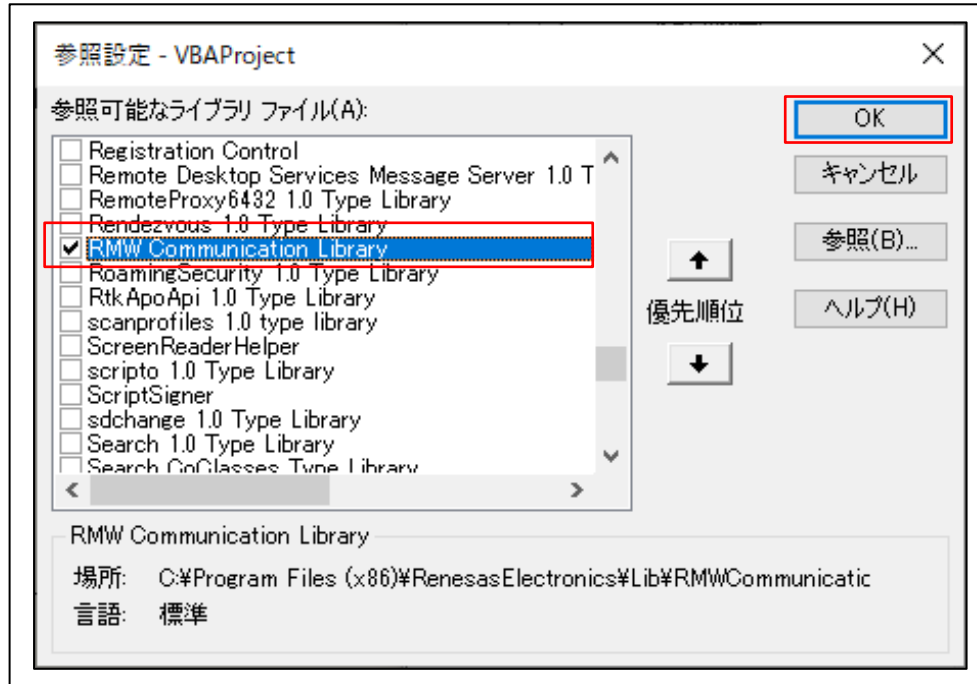 参照設定 - VBAProject
参照可能なライブラリ ファイル(A):
Registration Control
Remote Desktop Services Message Server 1.0 T
RemoteProxy6432 1.0 Type Library
Rendezvous 1.0 Type Library
RMW Communication Library
RoamingSecurity 1.0 Type Library
RtkApoApi 1.0 Type Library
scanprofiles 1.0 type library
ScreenReaderHelper
scripto 1.0 Type Library
ScriptSigner
sdchange 1.0 Type Library
Search 1.0 Type Library
Search CoClasses Type Library
OK
キャンセル
参照(B)...
優先順位
ヘルプ(H)
RMW Communication Library
場所: C:¥Program Files (x86)¥RenesasElectronics¥Lib¥RMWCommunicatic
言語: 標準